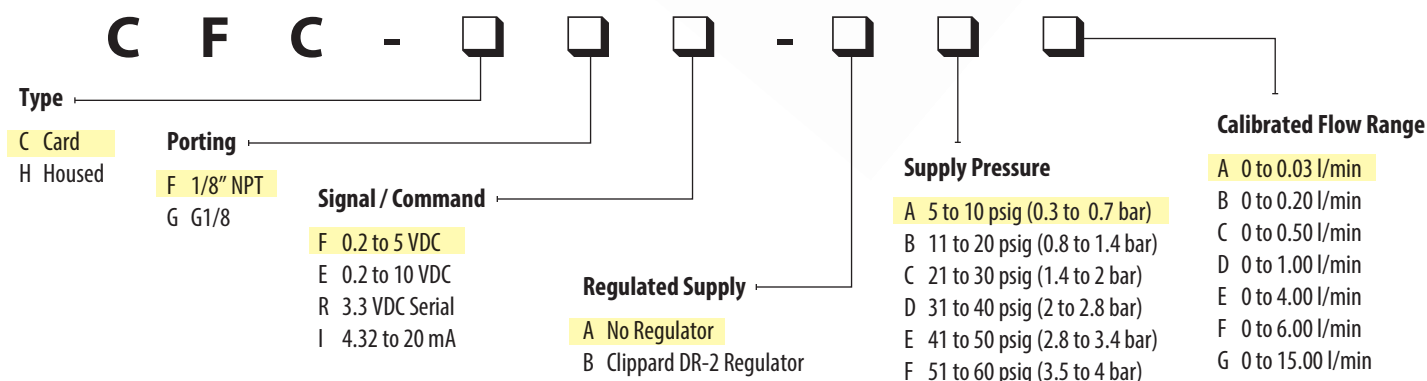 C F C - ❑ ❑ ❑ - ❑ ❑ ❑
Type
C Card
H Housed
Porting
F 1/8" NPT
G G1/8
Signal / Command
F 0.2 to 5 VDC
E 0.2 to 10 VDC
R 3.3 VDC Serial
I 4.32 to 20 mA
Regulated Supply
A No Regulator
B Clippard DR-2 Regulator
Supply Pressure
A 5 to 10 psig (0.3 to 0.7 bar)
B 11 to 20 psig (0.8 to 1.4 bar)
C 21 to 30 psig (1.4 to 2 bar)
D 31 to 40 psig (2 to 2.8 bar)
E 41 to 50 psig (2.8 to 3.4 bar)
F 51 to 60 psig (3.5 to 4 bar)
Calibrated Flow Range
A 0 to 0.03 l/min
B 0 to 0.20 l/min
C 0 to 0.50 l/min
D 0 to 1.00 l/min
E 0 to 4.00 l/min
F 0 to 6.00 l/min
G 0 to 15.00 l/min